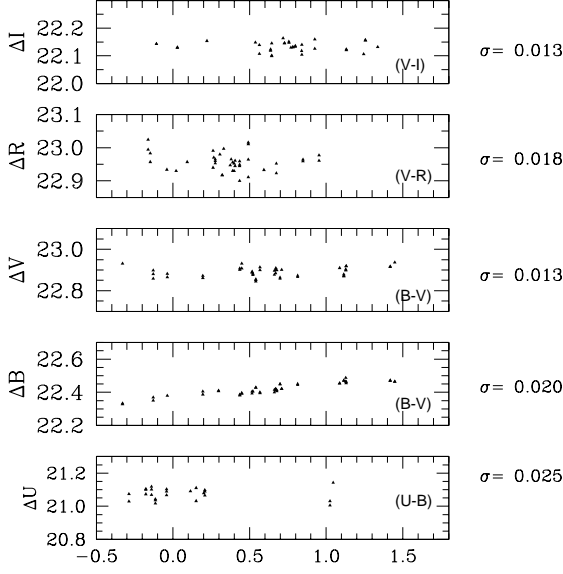 ΔI
22.2
22.1
22.0
(V-I)
σ= 0.013
ΔR
23.1
23.0
22.9
(V-R)
σ= 0.018
ΔV
23.0
22.8
(B-V)
σ= 0.013
ΔB
22.6
22.4
22.2
(B-V)
σ= 0.020
ΔU
21.2
21.0
20.8
(U-B)
σ= 0.025
−0.5 0.0 0.5 1.0 1.5